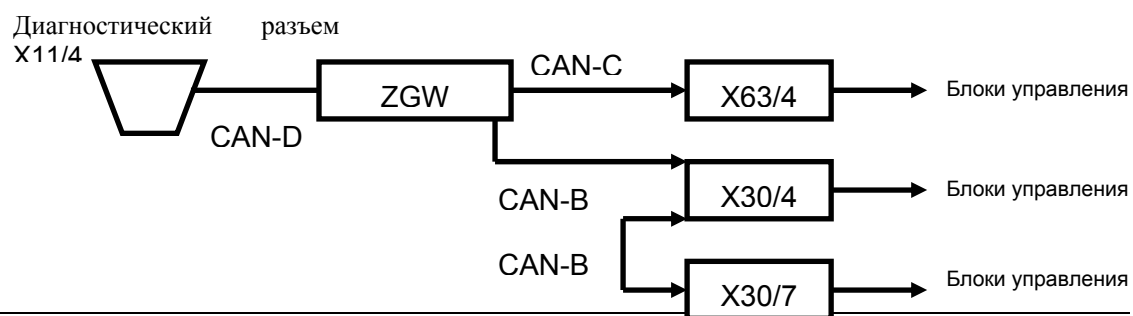 Диагностический разъем
X11/4
CAN-C
ZGW
X63/4
Блоки управления
CAN-D
CAN-B
X30/4
Блоки управления
CAN-B
X30/7
Блоки управления